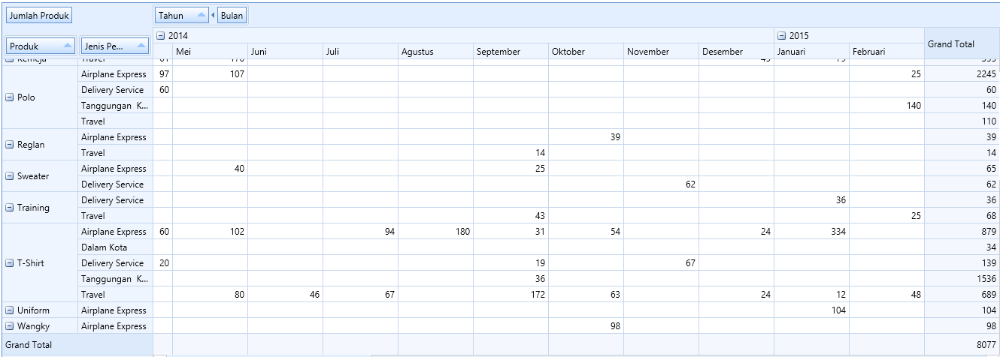 Jumlah Produk Tahun Bulan
2014 2015 Grand Total
Produk Jenis Pe... Mei Juni Juli Agustus September Oktober November Desember Januari Februari
Kemeja Travel
Polo Airplane Express 97 107 25 2245
Delivery Service 60 60
Tanggungan K... 140 140
Travel 110
Reglan Airplane Express 39 39
Travel 14 14
Sweater Airplane Express 40 25 65
Delivery Service 62 62
Training Delivery Service 36 36
Travel 43 25 68
T-Shirt Airplane Express 60 102 94 180 31 54 24 334 879
Dalam Kota 34
Delivery Service 20 19 67 139
Tanggungan K... 36 1536
Travel 80 46 67 172 63 24 12 48 689
Uniform Airplane Express 104 104
Wangky Airplane Express 98 98
Grand Total 8077